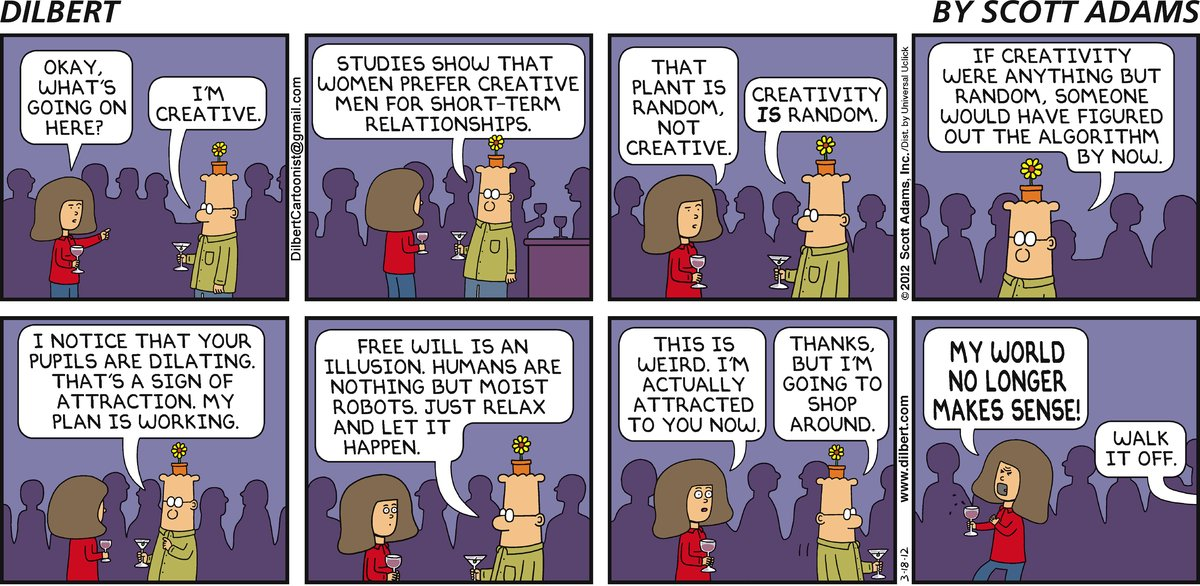 DILBERT
BY SCOTT ADAMS
OKAY,
WHAT'S
GOING ON
HERE?
I'M
CREATIVE.
DilbertCartoonist@gmail.com
STUDIES SHOW THAT
WOMEN PREFER CREATIVE
MEN FOR SHORT-TERM
RELATIONSHIPS.
THAT
PLANT IS
RANDOM,
NOT
CREATIVE.
CREATIVITY
IS RANDOM.
©2012 Scott Adams, Inc./Dist. by Universal Uclick
IF CREATIVITY
WERE ANYTHING BUT
RANDOM, SOMEONE
WOULD HAVE FIGURED
OUT THE ALGORITHM
BY NOW.
I NOTICE THAT YOUR
PUPILS ARE DILATING.
THAT'S A SIGN OF
ATTRACTION. MY
PLAN IS WORKING.
FREE WILL IS AN
ILLUSION. HUMANS ARE
NOTHING BUT MOIST
ROBOTS. JUST RELAX
AND LET IT
HAPPEN.
THIS IS
WEIRD. I'M
ACTUALLY
ATTRACTED
TO YOU NOW.
THANKS,
BUT I'M
GOING TO
SHOP
AROUND.
3-18-12 www.dilbert.com
MY WORLD
NO LONGER
MAKES SENSE!
WALK
IT OFF.